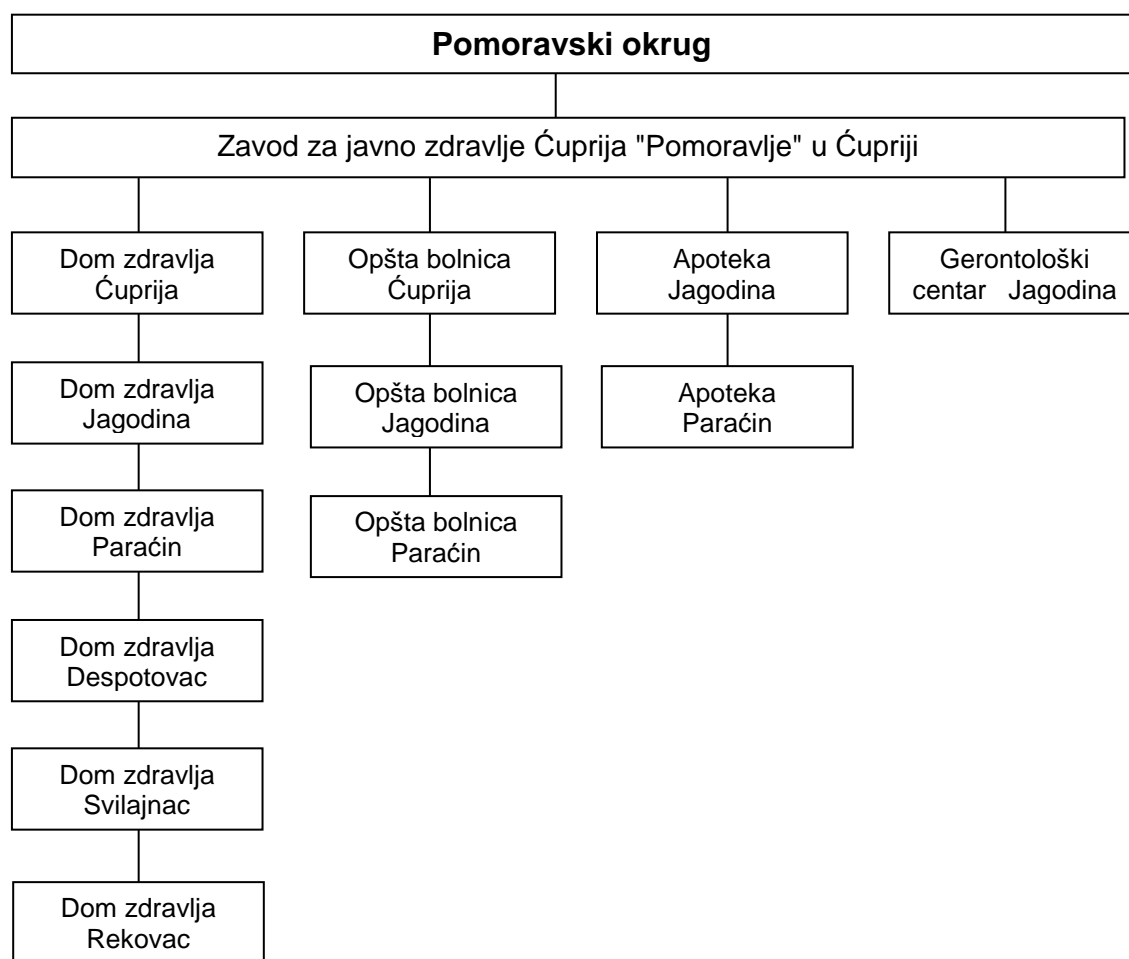 Pomoravski okrug
Zavod za javno zdravlje Ćuprija "Pomoravlje" u Ćupriji
Dom zdravlja
Ćuprija
Opšta bolnica
Ćuprija
Apoteka
Jagodina
Gerontološki
centar Jagodina
Dom zdravlja
Jagodina
Opšta bolnica
Jagodina
Apoteka
Paraćin
Dom zdravlja
Paraćin
Opšta bolnica
Paraćin
Dom zdravlja
Despotovac
Dom zdravlja
Svilajnac
Dom zdravlja
Rekovac